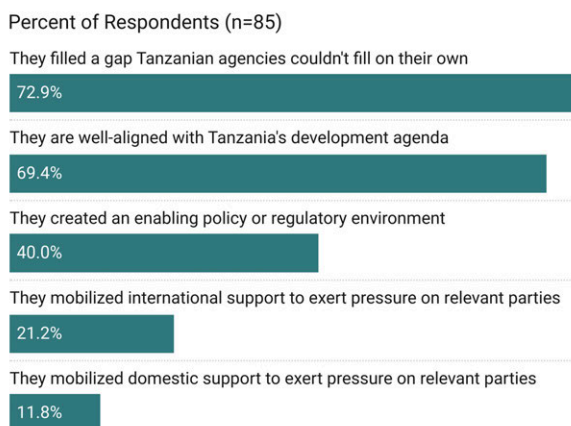 Percent of Respondents (n=85)
They filled a gap Tanzanian agencies couldn't fill on their own
72.9%
They are well-aligned with Tanzania's development agenda
69.4%
They created an enabling policy or regulatory environment
40.0%
They mobilized international support to exert pressure on relevant parties
21.2%
They mobilized domestic support to exert pressure on relevant parties
11.8%